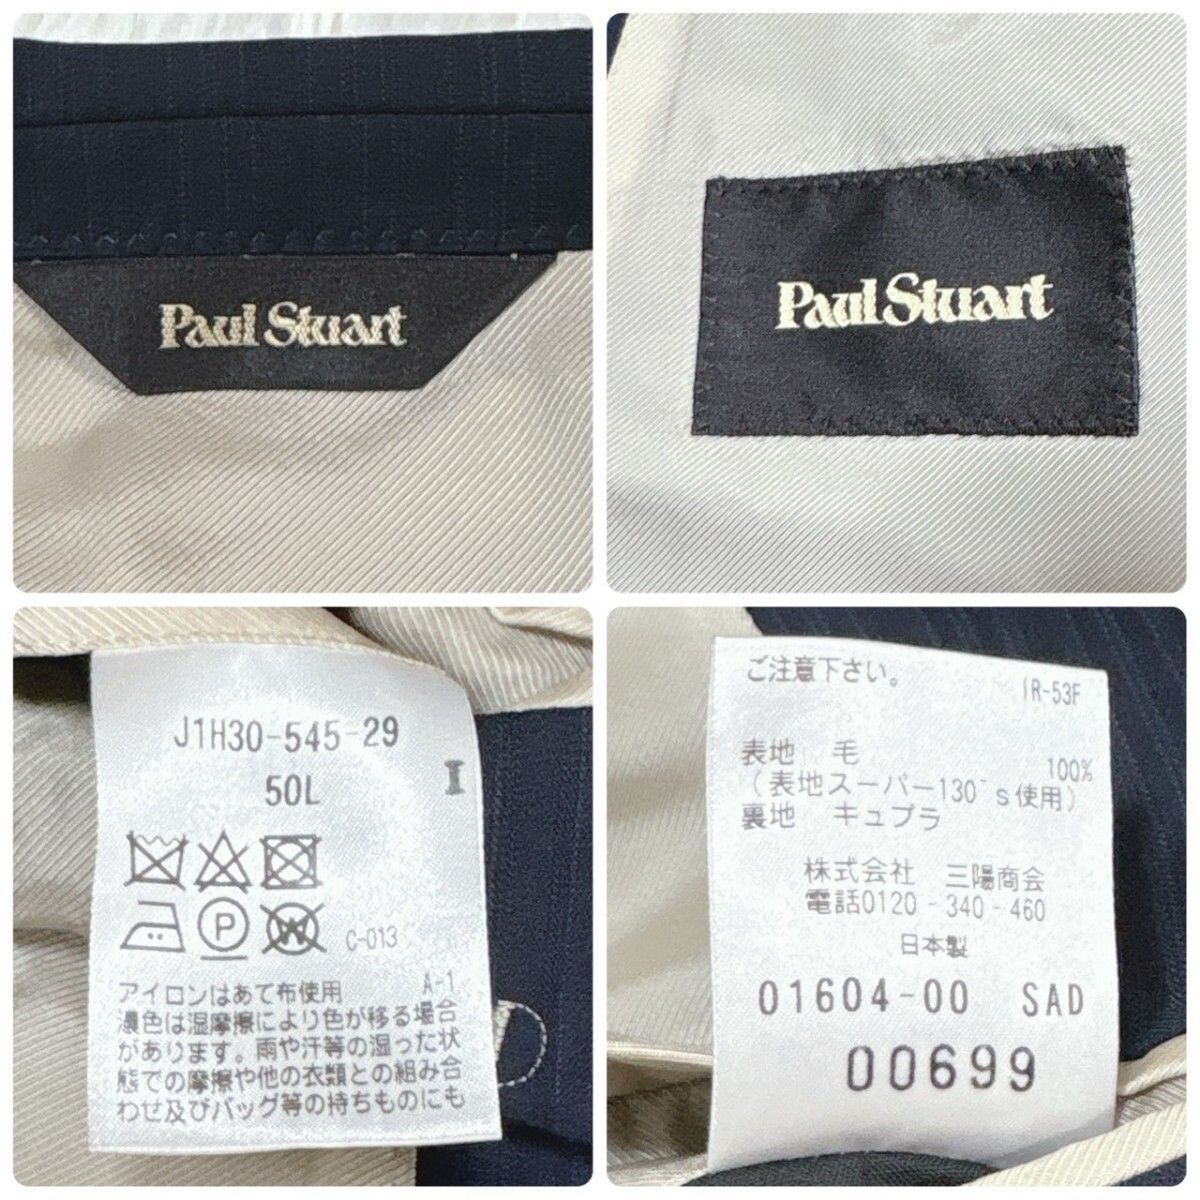 Paul Stuart
Paul Stuart
J1H30-545-29
50L
I
P
W
C-013
アイロンはあて布使用 A-1
濃色は湿摩擦により色が移る場合
があります。雨や汗等の湿った状
態での摩擦や他の衣類との組み合
わせ及びバッグ等の持ちものにも
ご注意下さい。
IR-53F
表地 毛 100%
(表地スーパー130`s使用)
裏地 キュプラ
株式会社 三陽商会
電話0120-340-460
日本製
01604-00 SAD
00699